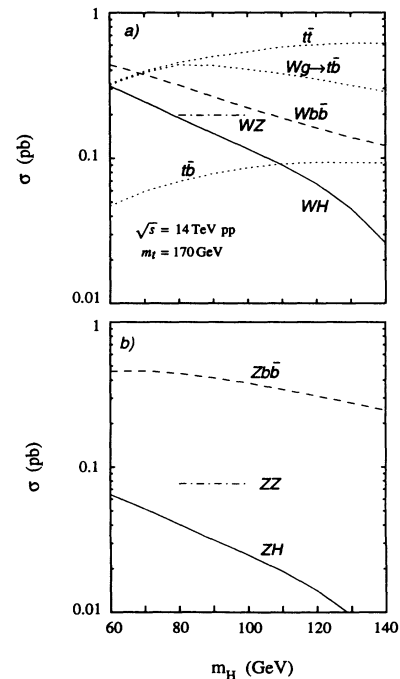 1
a)
tt̄
Wg→tb̄
Wbb̄
WZ
0.1
σ (pb)
tb̄
WH
√s = 14 TeV pp
m_t = 170 GeV
0.01
1
b)
Zbb̄
σ (pb)
0.1
ZZ
ZH
0.01
60 80 100 120 140
m_H (GeV)